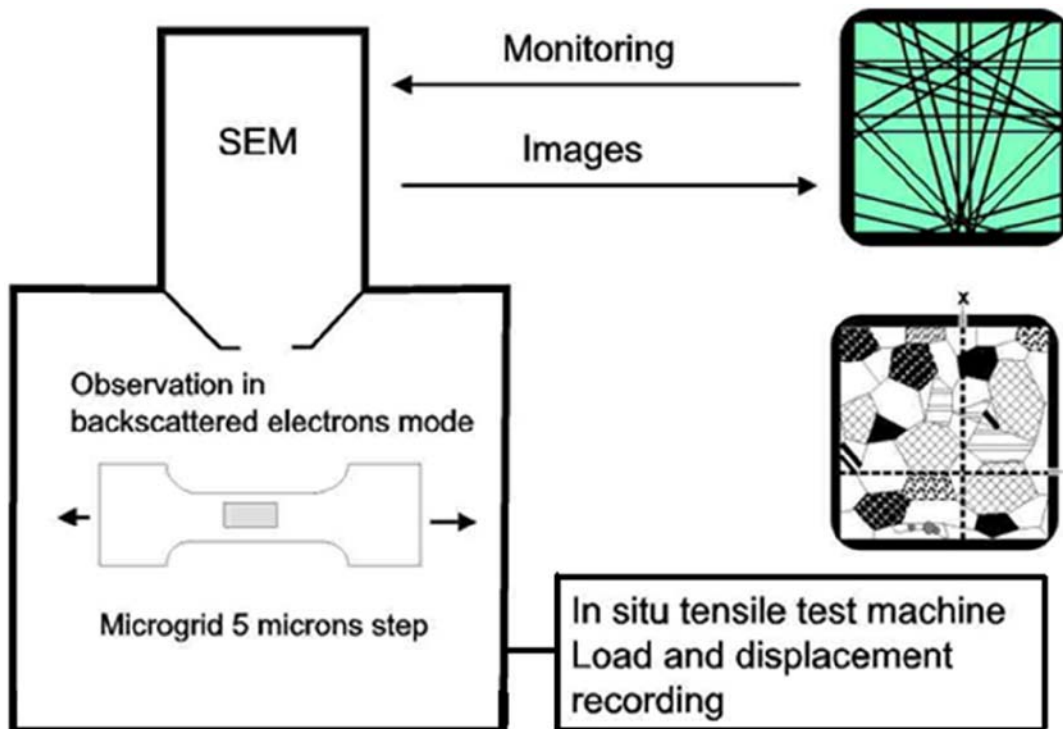 Monitoring
SEM
Images
x
Observation in
backscattered electrons mode
Microgrid 5 microns step
In situ tensile test machine
Load and displacement
recording